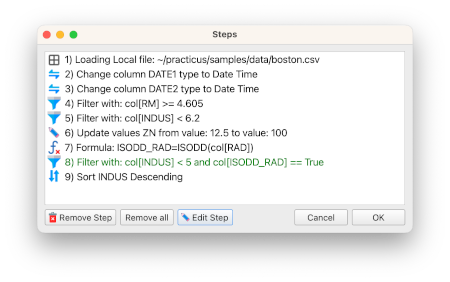 Steps
1) Loading Local file: ~/practicus/samples/data/boston.csv
2) Change column DATE1 type to Date Time
3) Change column DATE2 type to Date Time
4) Filter with: col[RM] >= 4.605
5) Filter with: col[INDUS] < 6.2
6) Update values ZN from value: 12.5 to value: 100
7) Formula: ISODD_RAD=ISODD(col[RAD])
8) Filter with: col[INDUS] < 5 and col[ISODD_RAD] == True
9) Sort INDUS Descending
Remove Step Remove all Edit Step Cancel OK